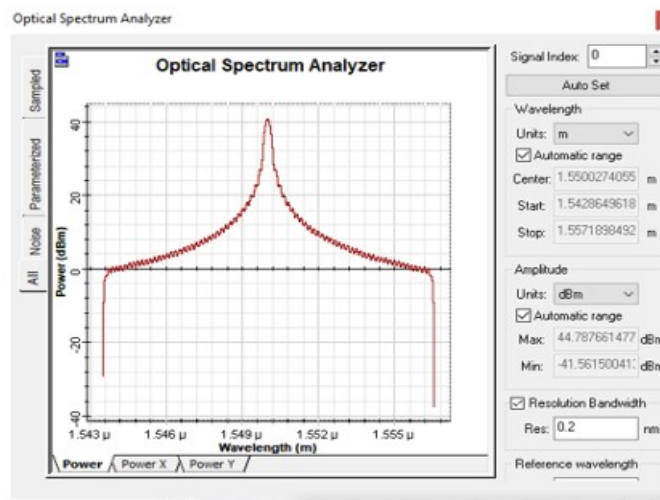 Optical Spectrum Analyzer
Sampled
Parameterized
Noise
All
Optical Spectrum Analyzer
Power (dBm)
40
20
0
-20
-40
1.543 µ 1.546 µ 1.549 µ 1.552 µ 1.555 µ
Wavelength (m)
Power Power X Power Y
Signal Index: 0
Auto Set
Wavelength
Units: m
Automatic range
Center: 1.5500274055 m
Start: 1.5428649618 m
Stop: 1.5571898492 m
Amplitude
Units: dBm
Automatic range
Max: 44.787661477 dBm
Min: -41.56150041: dBm
Resolution Bandwidth
Res: 0.2 nm
Reference wavelength